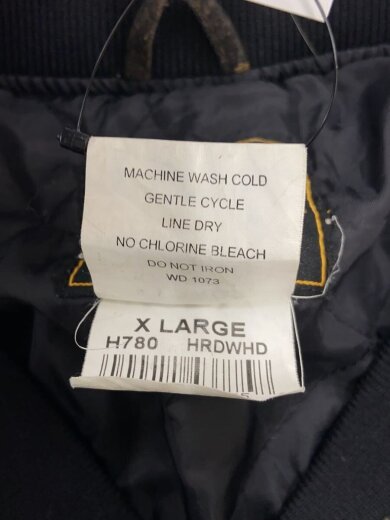 MACHINE WASH COLD
GENTLE CYCLE
LINE DRY
NO CHLORINE BLEACH
DO NOT IRON
WD 1073
X LARGE
H780 HRDWHD